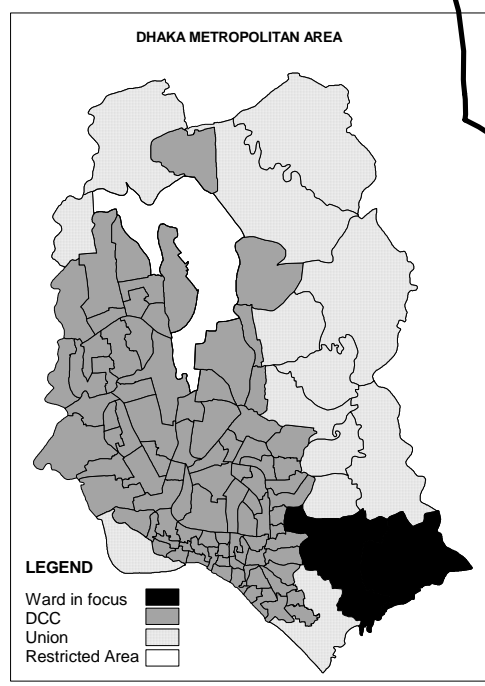 DHAKA METROPOLITAN AREA
LEGEND
Ward in focus
DCC
Union
Restricted Area